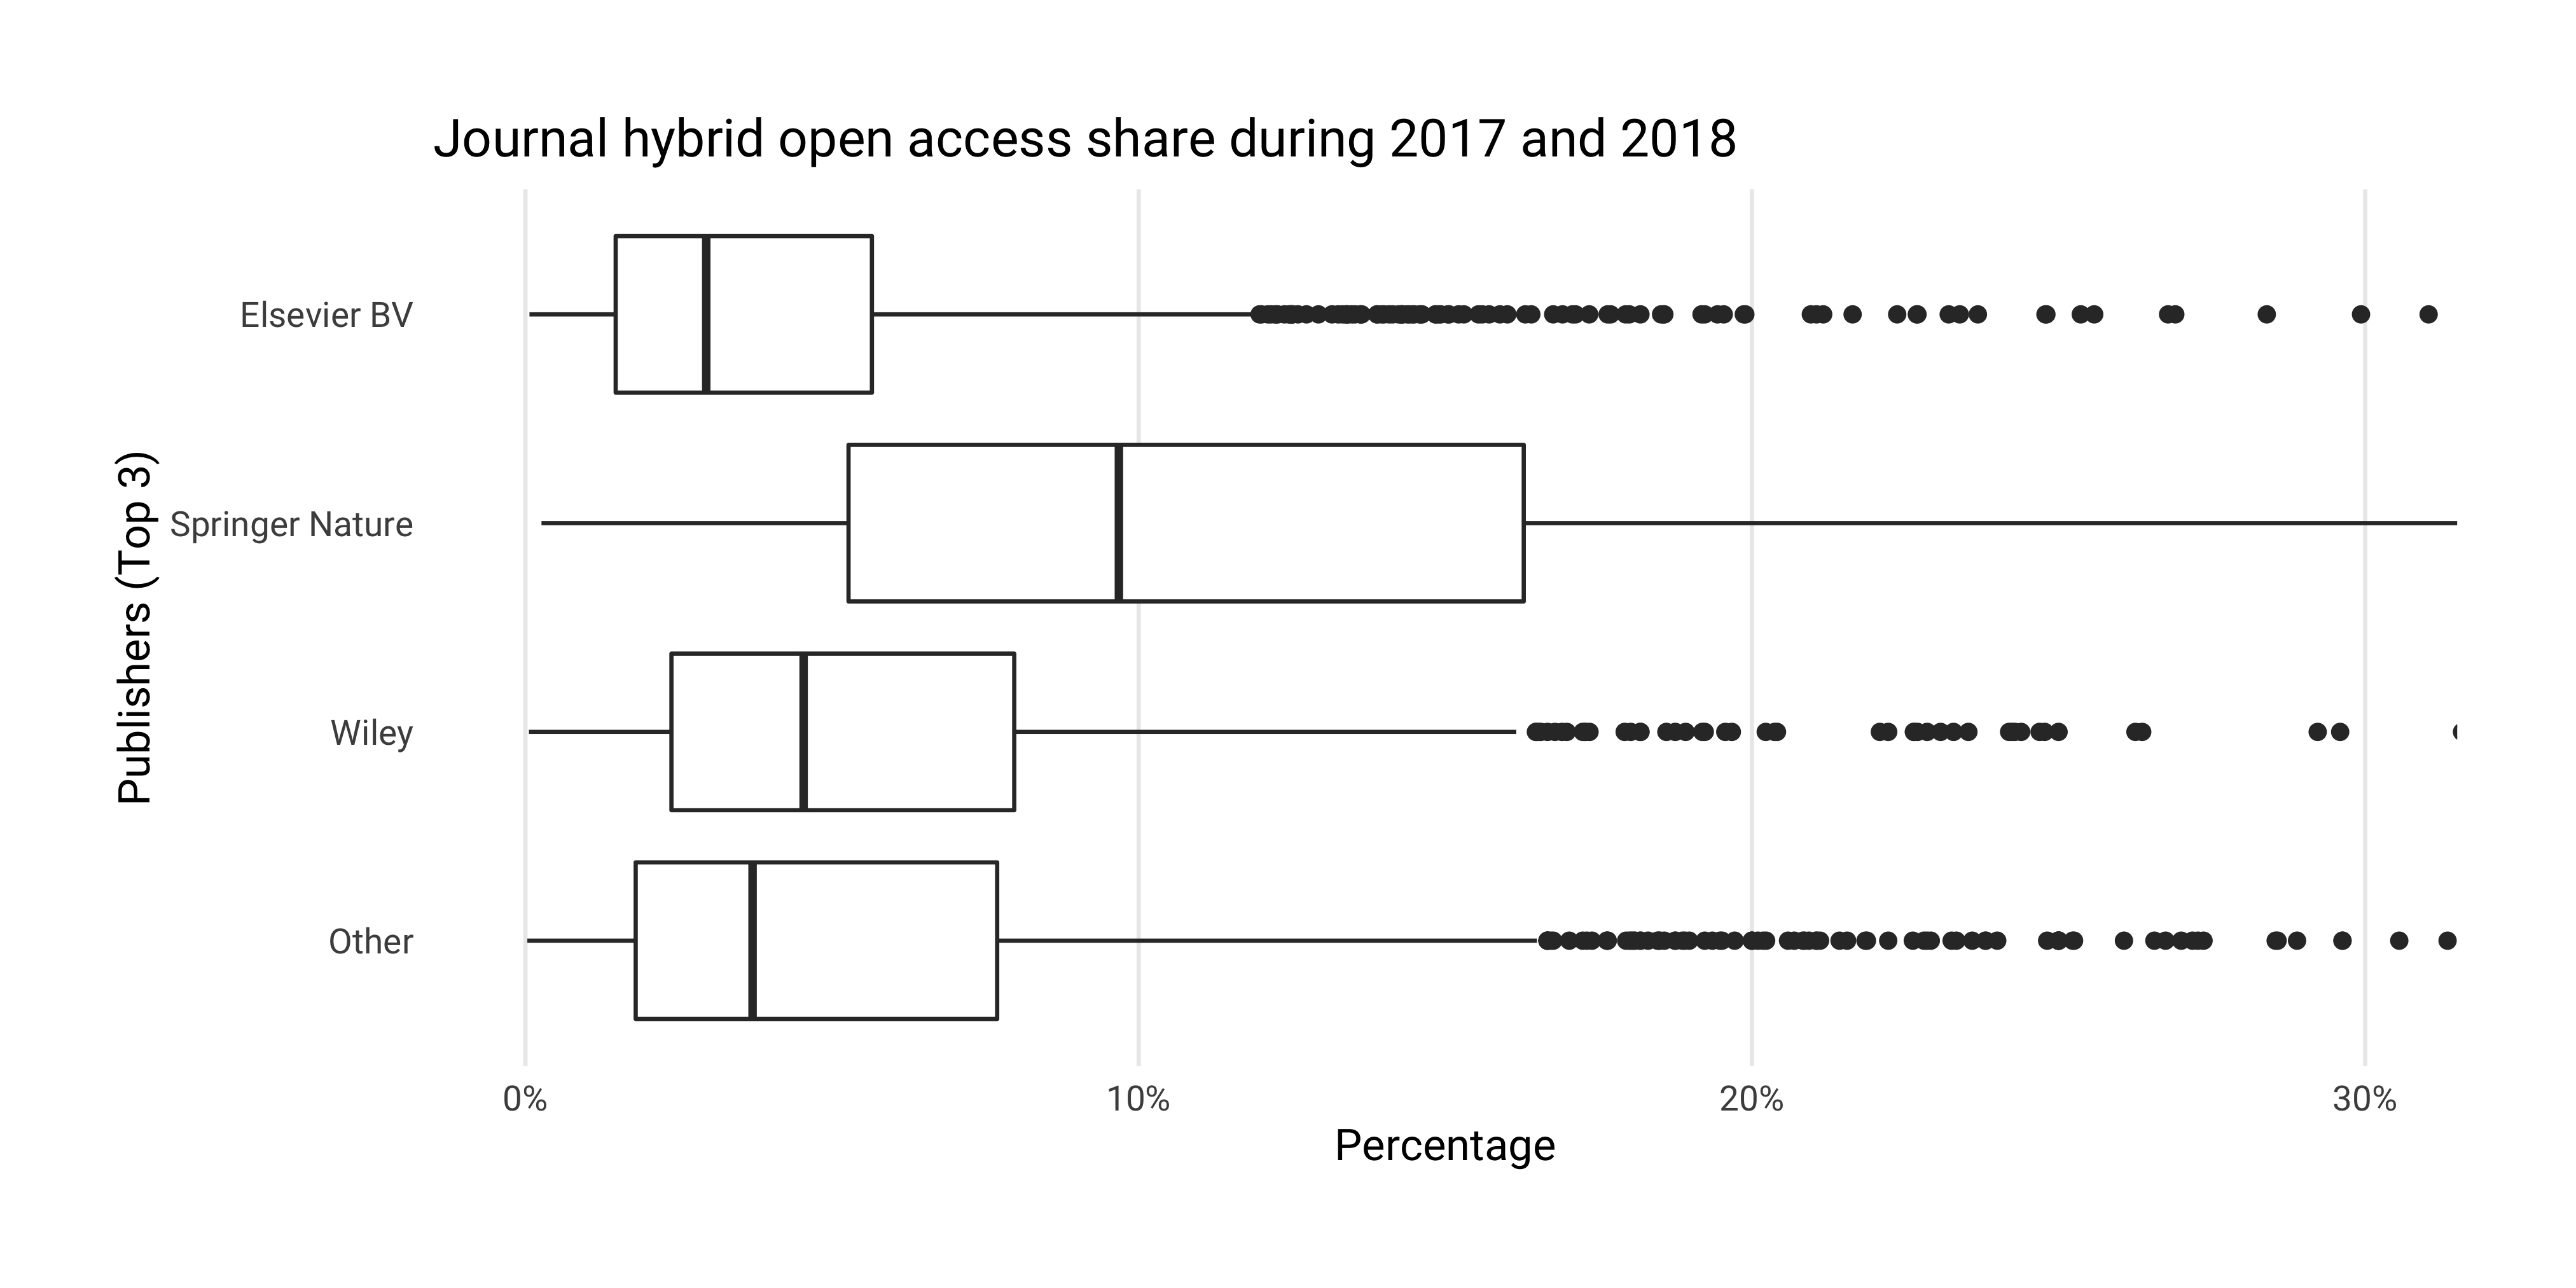 Journal hybrid open access share during 2017 and 2018
Publishers (Top 3)
Elsevier BV
Springer Nature
Wiley
Other
0%
10%
20%
30%
Percentage